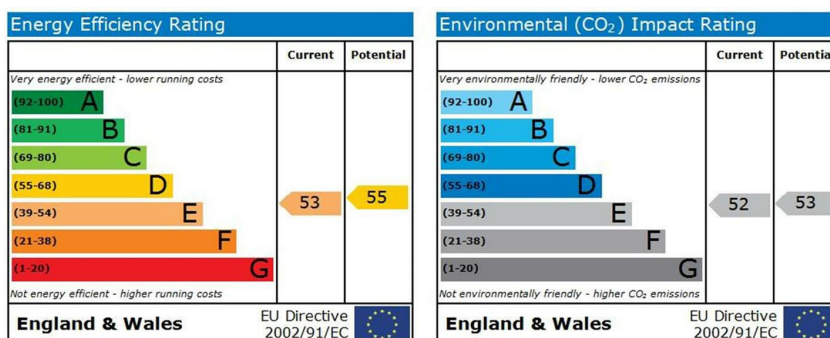 Energy Efficiency Rating
Current Potential
Very energy efficient - lower running costs
(92-100) A
(81-91) B
(69-80) C
(55-68) D
(39-54) E
(21-38) F
(1-20) G
53
55
Not energy efficient - higher running costs
England & Wales
EU Directive
2002/91/EC
Environmental (CO₂) Impact Rating
Current Potential
Very environmentally friendly - lower CO₂ emissions
(92-100) A
(81-91) B
(69-80) C
(55-68) D
(39-54) E
(21-38) F
(1-20) G
52
53
Not environmentally friendly - higher CO₂ emissions
England & Wales
EU Directive
2002/91/EC